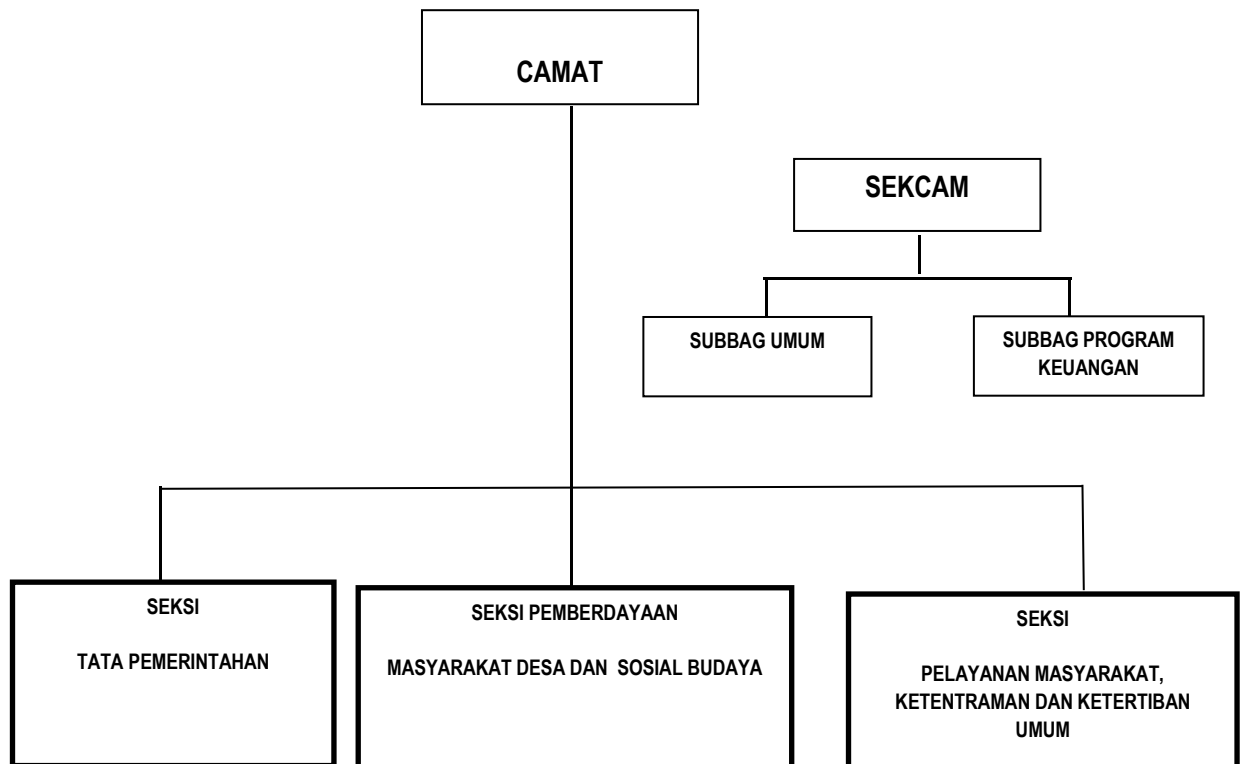 CAMAT
SEKCAM
SUBBAG UMUM
SUBBAG PROGRAM
KEUANGAN
SEKSI
TATA PEMERINTAHAN
SEKSI PEMBERDAYAAN
MASYARAKAT DESA DAN SOSIAL BUDAYA
SEKSI
PELAYANAN MASYARAKAT,
KETENTRAMAN DAN KETERTIBAN
UMUM